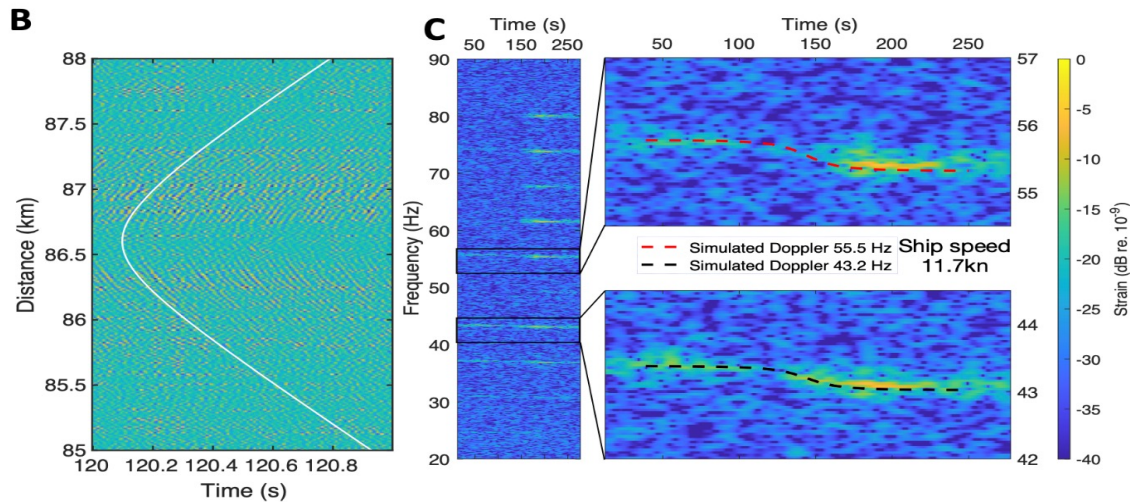 B
88
87.5
87
86.5
86
85.5
85
Distance (km)
120 120.2 120.4 120.6 120.8
Time (s)
C
Time (s)
50 150 250
90
80
70
60
50
40
30
20
Frequency (Hz)
Time (s)
50 100 150 200 250
57
56
55
Simulated Doppler 55.5 Hz
Simulated Doppler 43.2 Hz
Ship speed
11.7kn
44
43
42
0
-5
-10
-15
-20
-25
-30
-35
-40
Strain (dB re. 10⁻⁹)